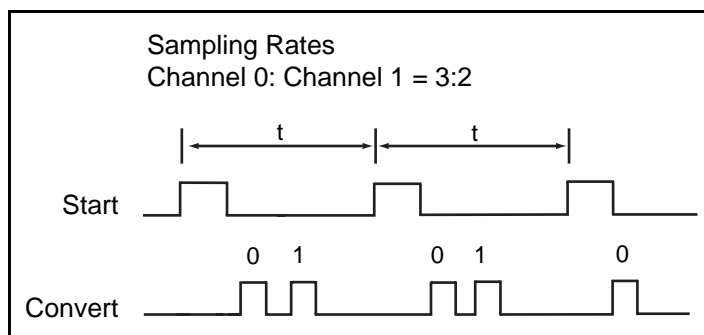 Sampling Rates
Channel 0: Channel 1 = 3:2
t t
Start
0 1 0 1 0
Convert